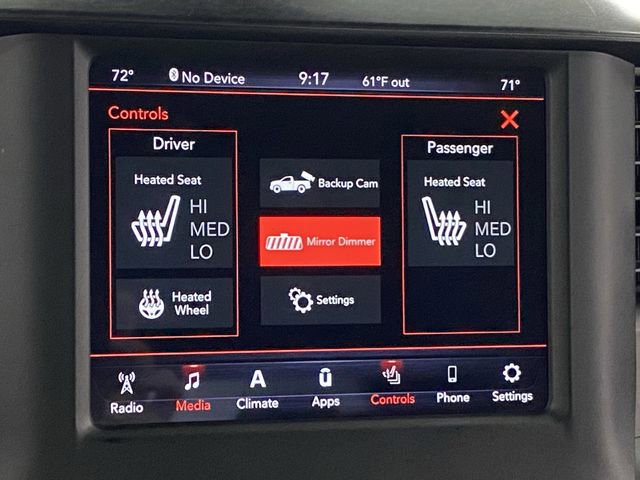 72° No Device 9:17 61°F out 71°
Controls
Driver
Heated Seat
HI
MED
LO
Heated
Wheel
Backup Cam
Mirror Dimmer
Settings
Passenger
Heated Seat
HI
MED
LO
Radio Media A Climate ū Apps Controls Phone Settings